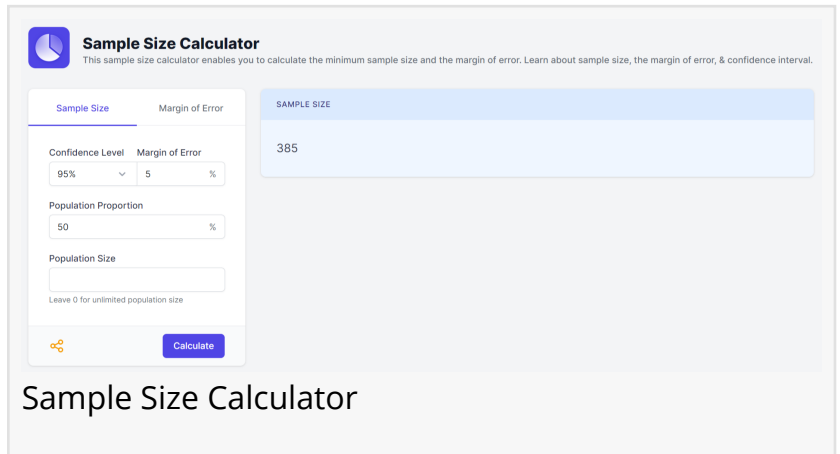 Sample Size Calculator
This sample size calculator enables you to calculate the minimum sample size and the margin of error. Learn about sample size, the margin of error, & confidence interval.
Sample Size Margin of Error
Confidence Level Margin of Error
95% 5 %
Population Proportion
50 %
Population Size
Leave 0 for unlimited population size
Calculate
SAMPLE SIZE
385
Sample Size Calculator